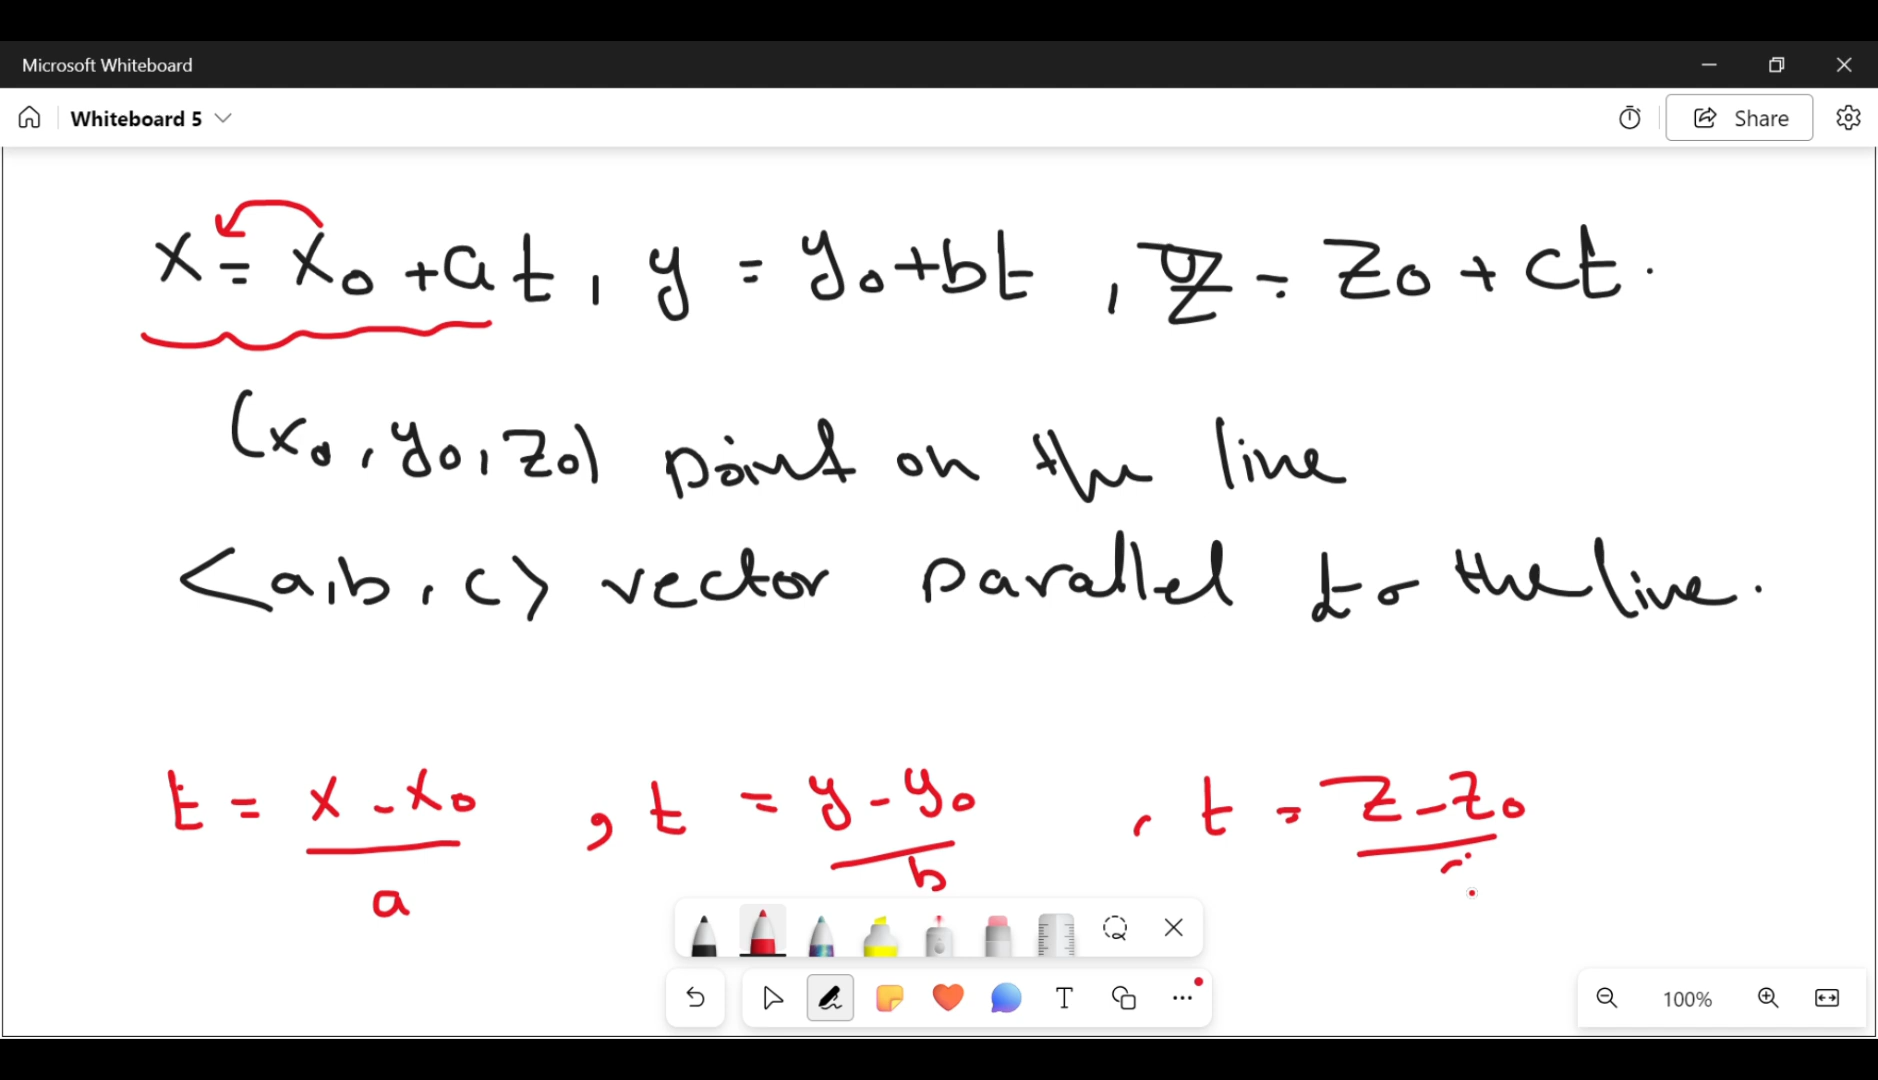 Microsoft Whiteboard
Whiteboard 5
Share
x = x₀ + at, y = y₀ + bt, z = z₀ + ct.
(x₀, y₀, z₀) point on the line
<a, b, c> vector parallel to the line.
t = (x - x₀)/a, t = (y - y₀)/b, t = (z - z₀)/
T
100%